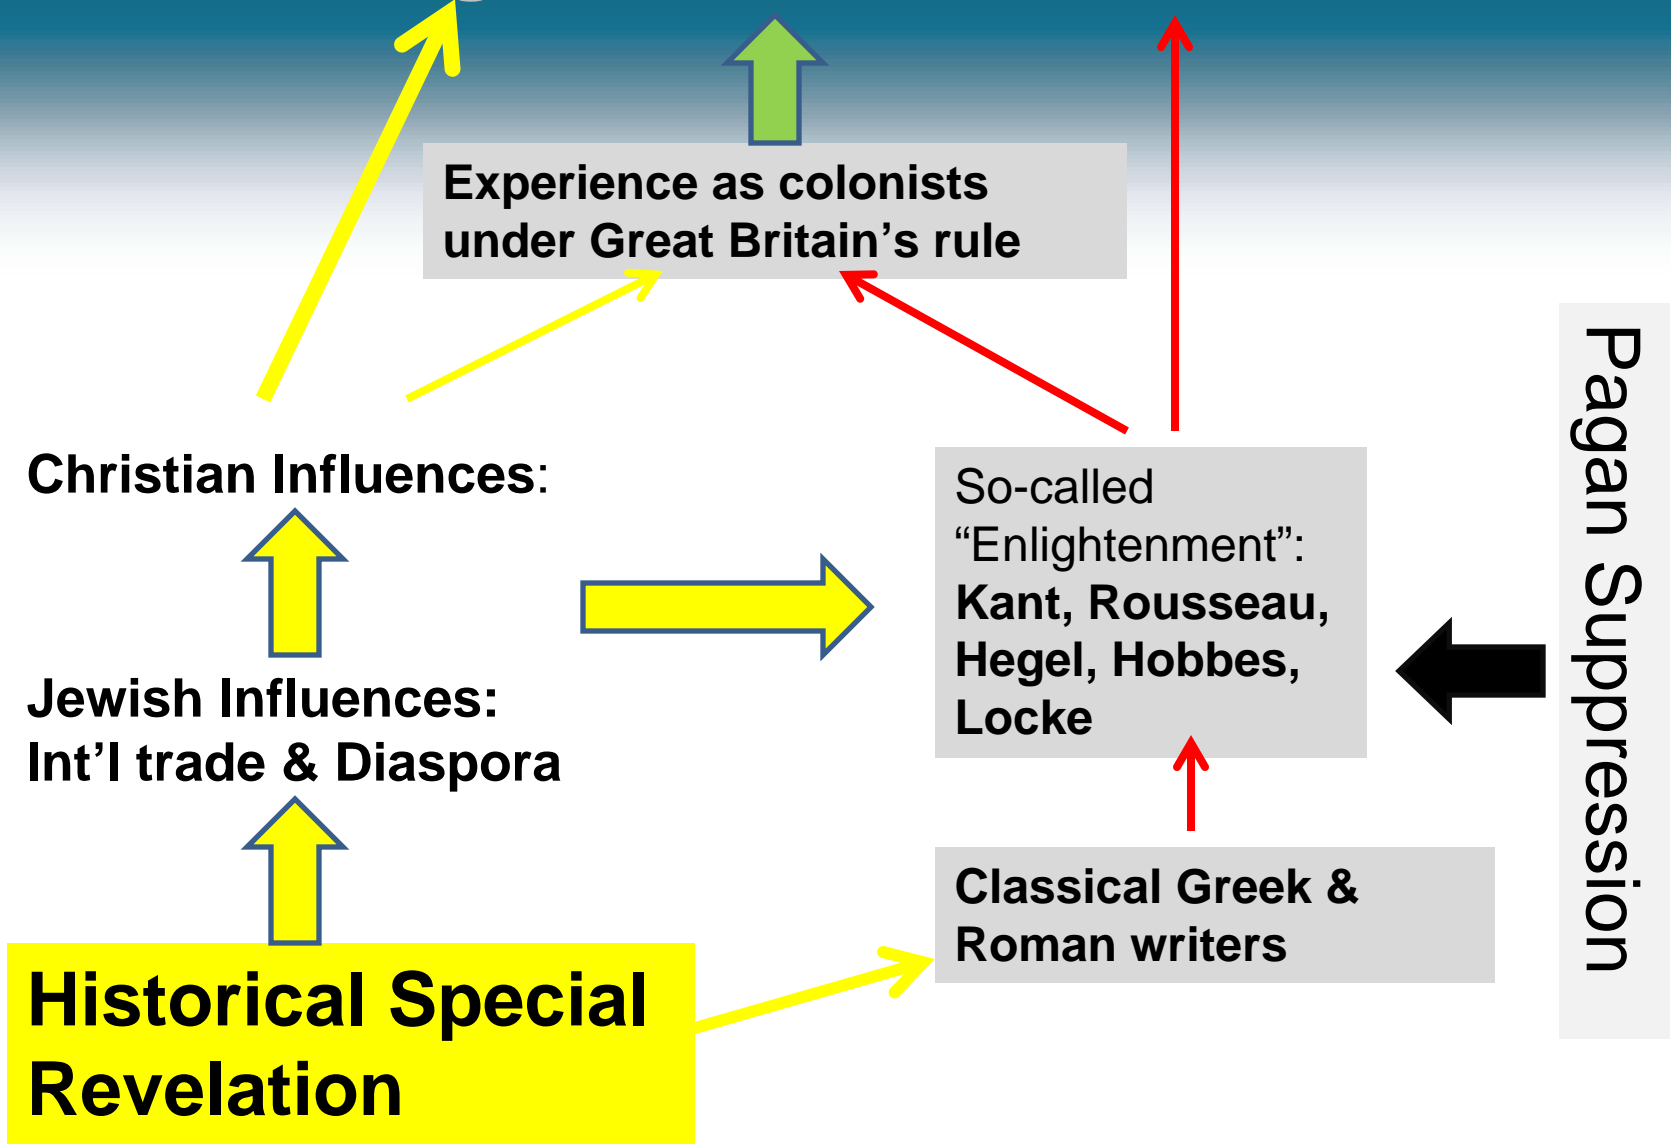 Experience as colonists
under Great Britain’s rule
Christian Influences:
So-called
“Enlightenment”:
Kant, Rousseau,
Hegel, Hobbes,
Locke
Jewish Influences:
Int’l trade & Diaspora
Classical Greek &
Roman writers
Historical Special
Revelation
Pagan Suppression